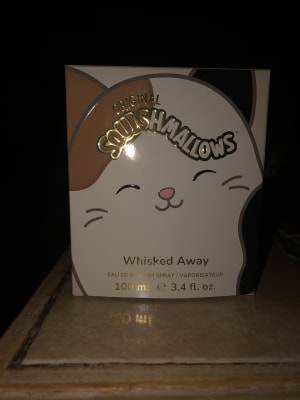 ORIGINAL
SQUISHMALLOWS
Whisked Away
EAU DE PARFUM SPRAY / VAPORISATEUR
100 ml ℮ 3.4 fl. oz.